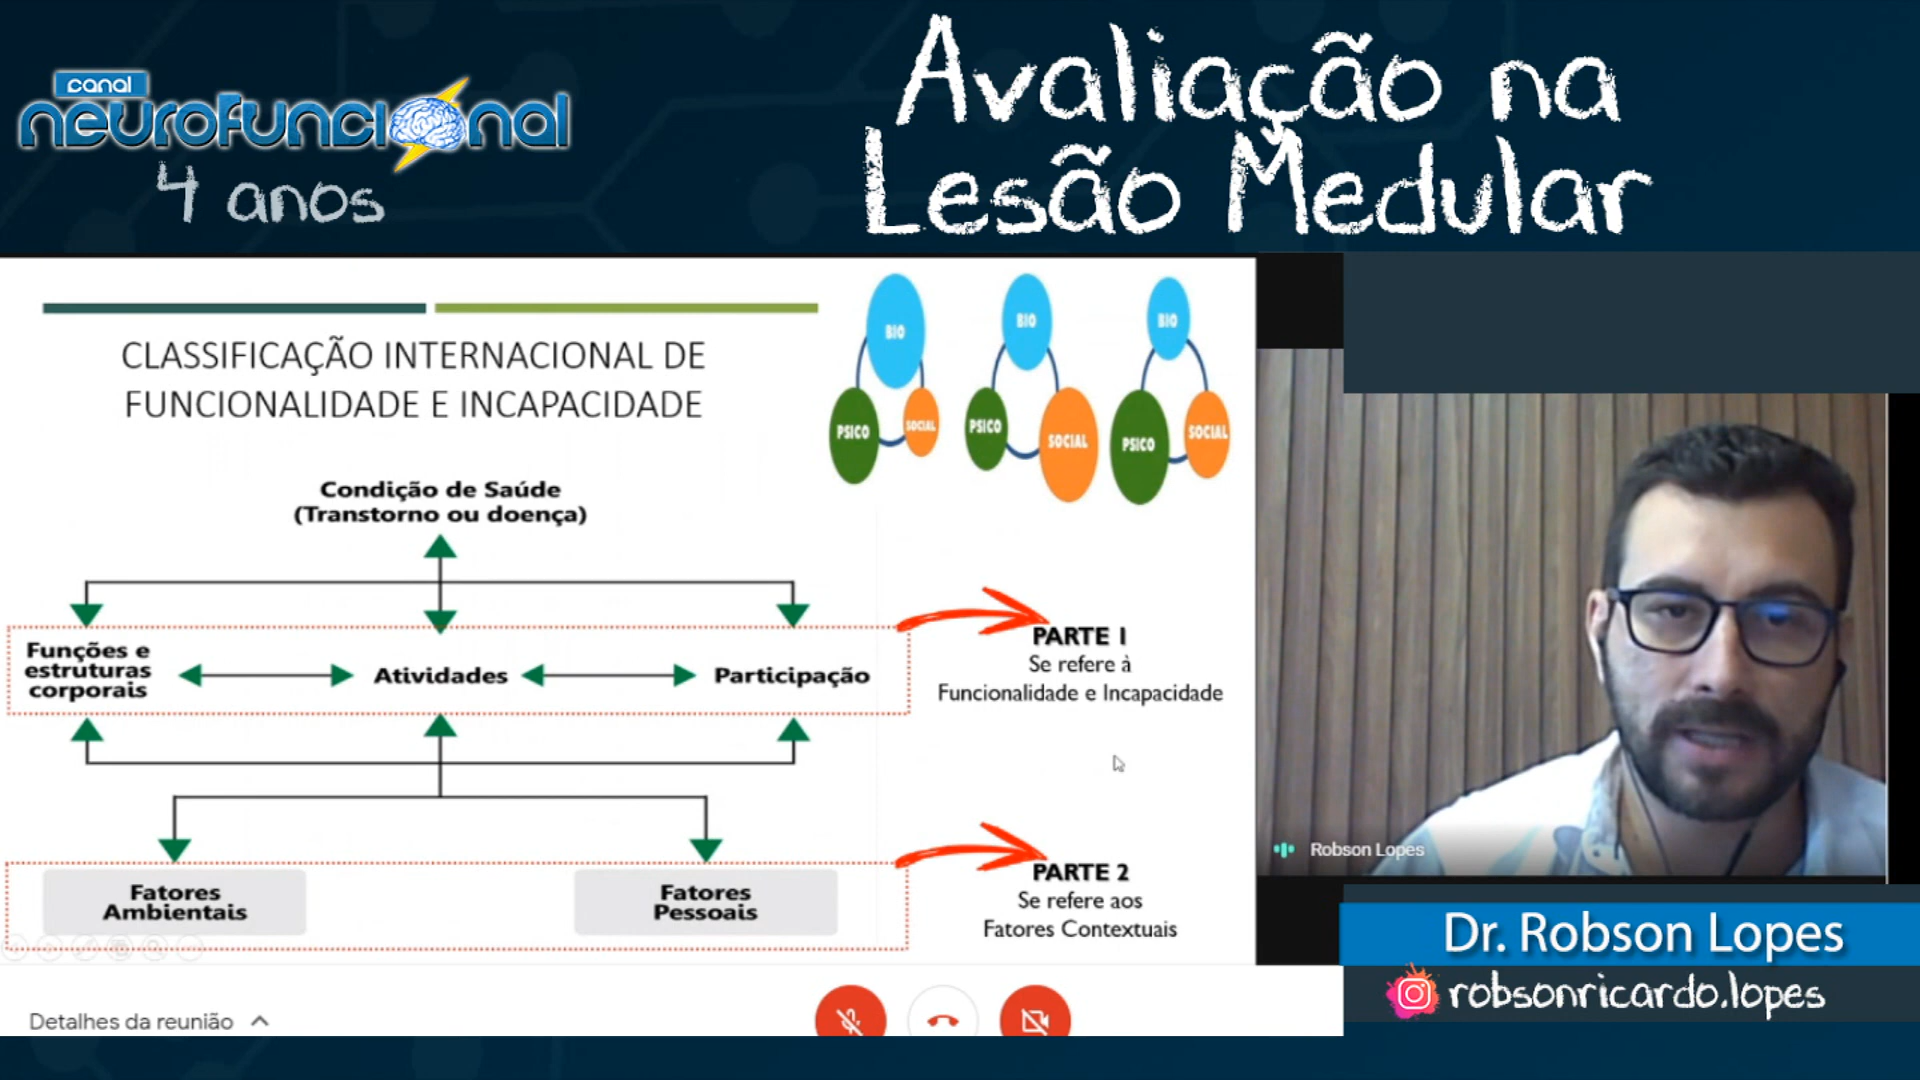 canal
neurofuncional
4 anos
Avaliação na
Lesão Medular
CLASSIFICAÇÃO INTERNACIONAL DE
FUNCIONALIDADE E INCAPACIDADE
BIO
PSICO
SOCIAL
BIO
PSICO
SOCIAL
BIO
PSICO
SOCIAL
Condição de Saúde
(Transtorno ou doença)
Funções e
estruturas
corporais
Atividades
Participação
PARTE I
Se refere à
Funcionalidade e Incapacidade
Fatores
Ambientais
Fatores
Pessoais
PARTE 2
Se refere aos
Fatores Contextuais
Robson Lopes
Dr. Robson Lopes
robsonricardo.lopes
Detalhes da reunião